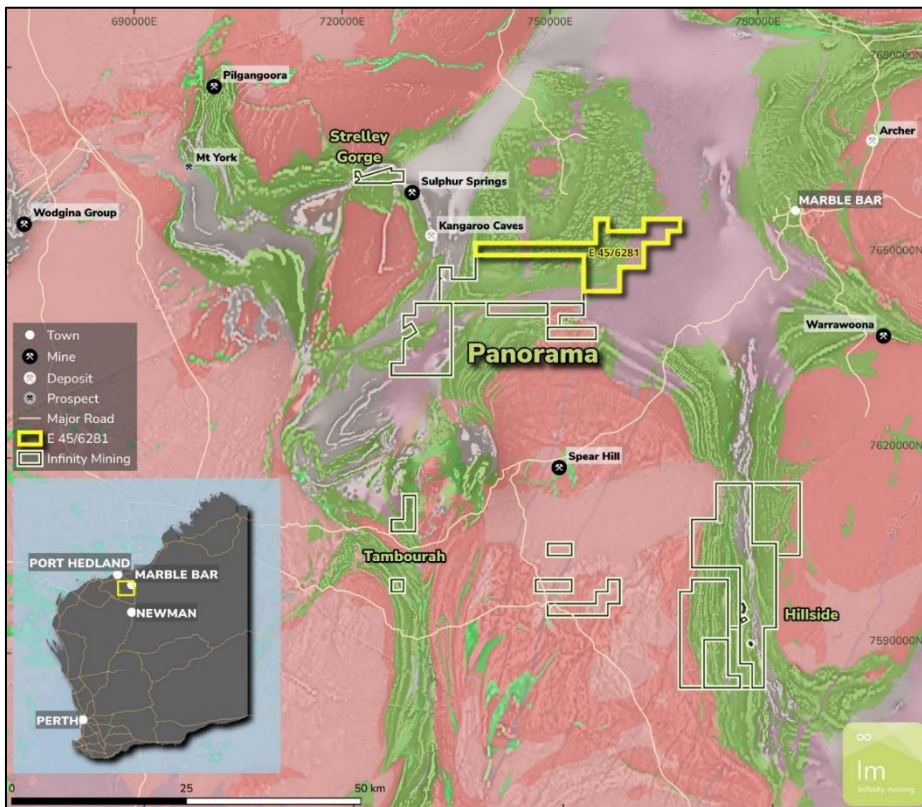 690000E
720000E
750000E
780000E
7680000N
Pilgangoora
Archer
Strelley
Gorge
Mt York
Sulphur Springs
MARBLE BAR
Wodgina Group
Kangaroo Caves
7650000N
E 45/6281
Warrawoona
Panorama
Town
Mine
Deposit
Prospect
Major Road
E 45/6281
Infinity Mining
7620000N
Spear Hill
Tambourah
PORT HEDLAND
MARBLE BAR
NEWMAN
Hillside
7590000N
PERTH
∞
Im
Infinity mining
0
25
50 km